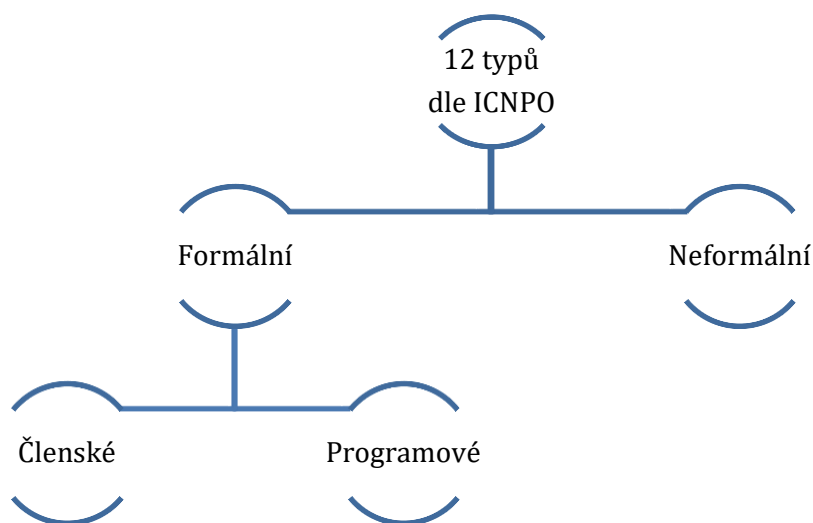 12 typů
dle ICNPO
Formální
Neformální
Členské
Programové